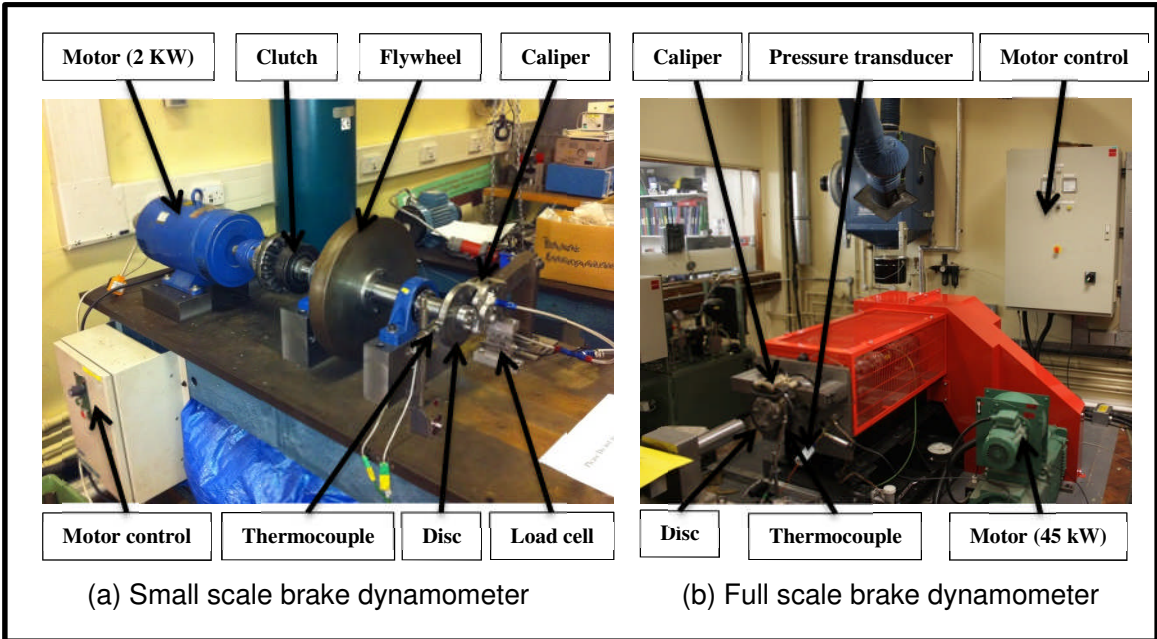 Motor (2 KW)
Clutch
Flywheel
Caliper
Caliper
Pressure transducer
Motor control
Motor control
Thermocouple
Disc
Load cell
Disc
Thermocouple
Motor (45 kW)
(a) Small scale brake dynamometer
(b) Full scale brake dynamometer